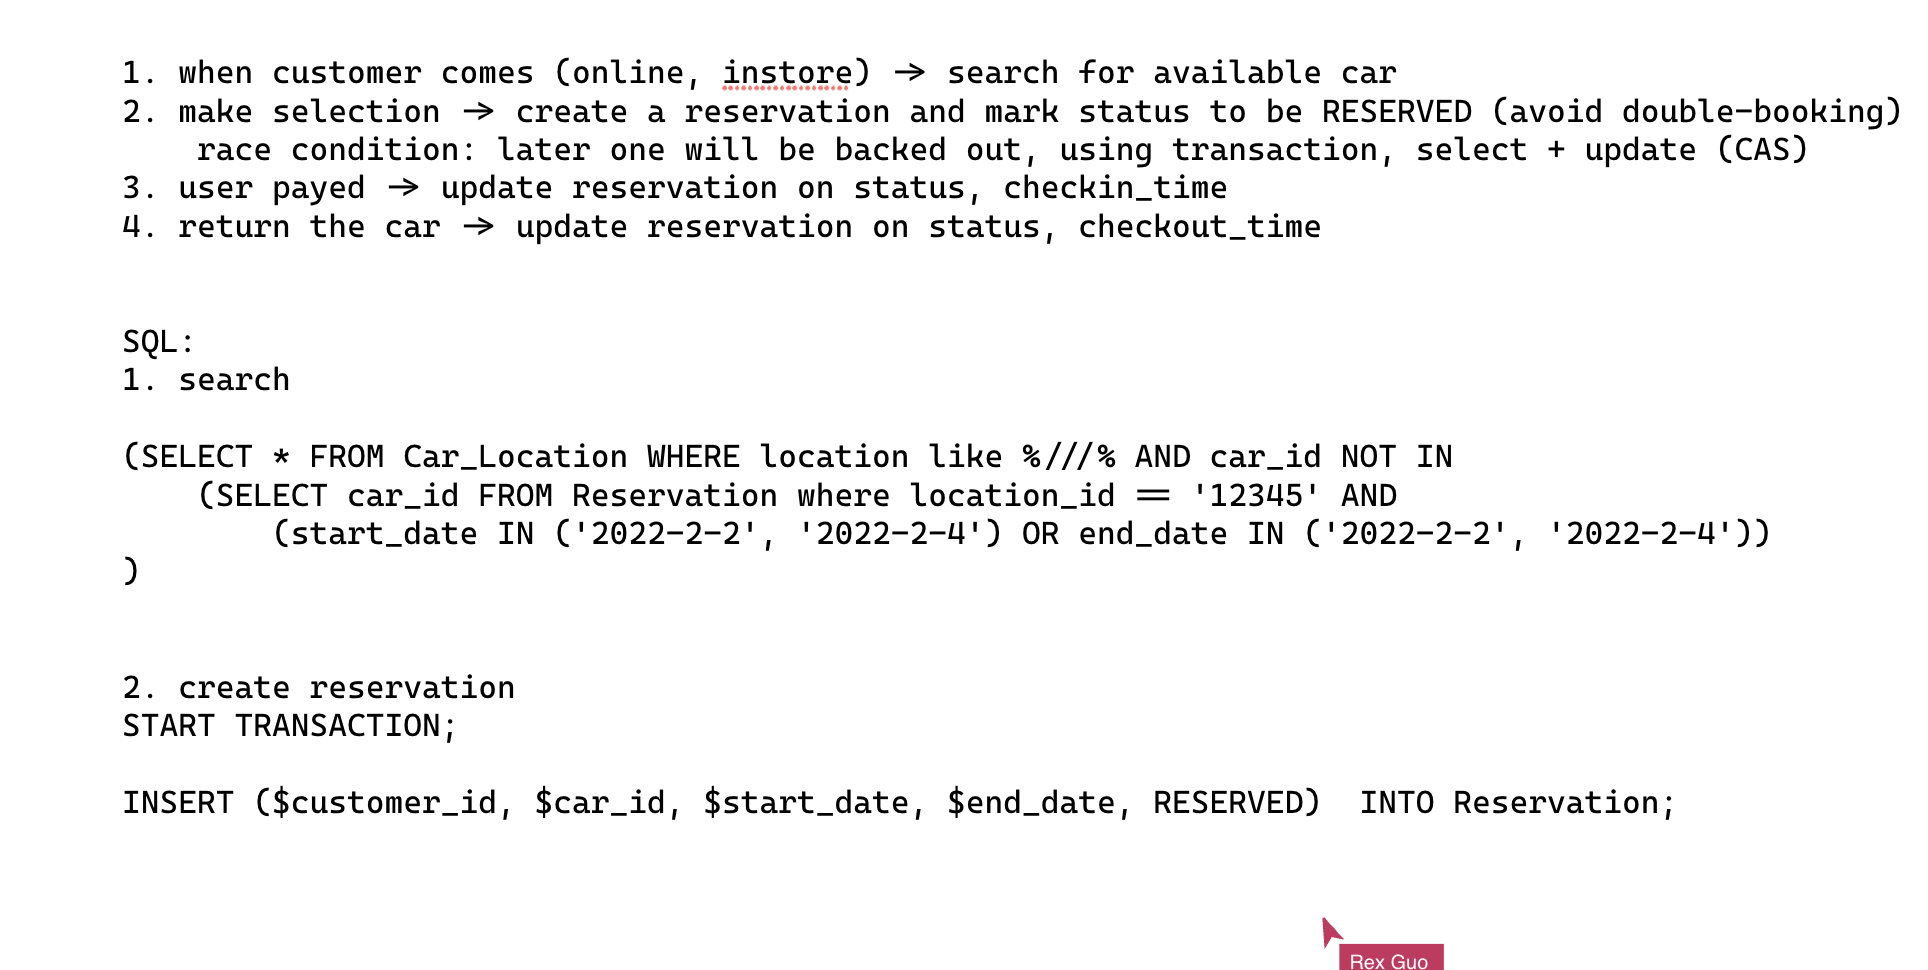 1. when customer comes (online, instore) → search for available car
2. make selection → create a reservation and mark status to be RESERVED (avoid double-booking)
race condition: later one will be backed out, using transaction, select + update (CAS)
3. user payed → update reservation on status, checkin_time
4. return the car → update reservation on status, checkout_time
SQL:
1. search
(SELECT * FROM Car_Location WHERE location like %///% AND car_id NOT IN
(SELECT car_id FROM Reservation where location_id == '12345' AND
(start_date IN ('2022-2-2', '2022-2-4') OR end_date IN ('2022-2-2', '2022-2-4'))
)
2. create reservation
START TRANSACTION;
INSERT ($customer_id, $car_id, $start_date, $end_date, RESERVED)  INTO Reservation;
Rex Guo